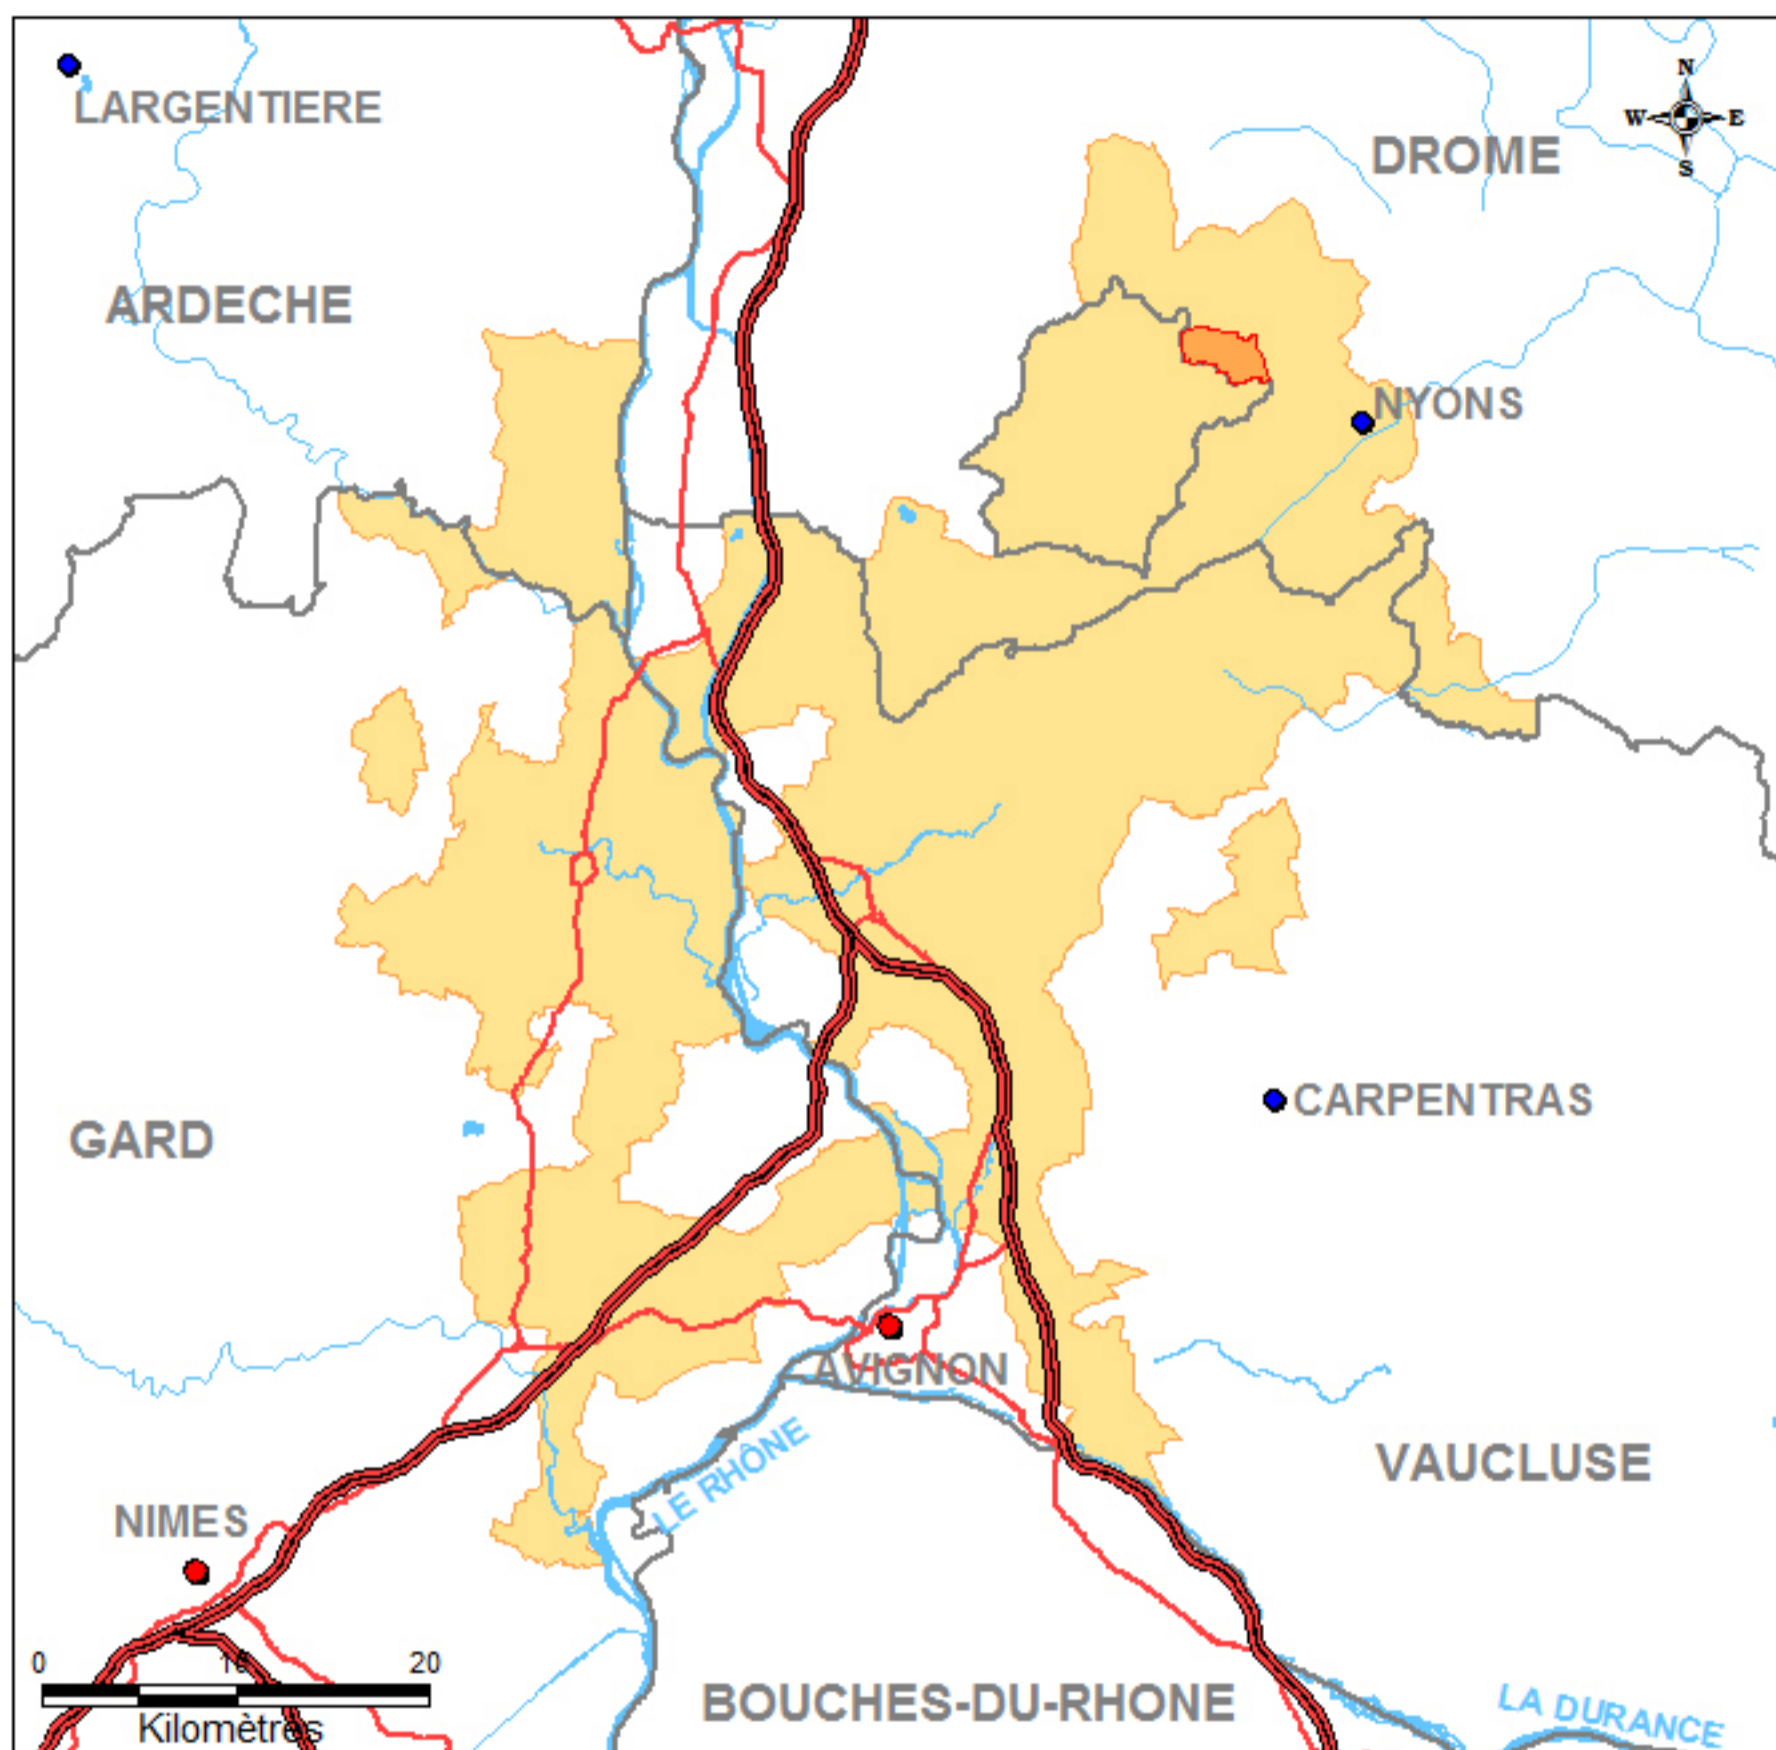 N
W E
S
LARGENTIERE
DROME
ARDECHE
NYONS
CARPENTRAS
GARD
AVIGNON
LE RHÔNE
VAUCLUSE
NIMES
0 10 20
Kilomètres
BOUCHES-DU-RHONE
LA DURANCE